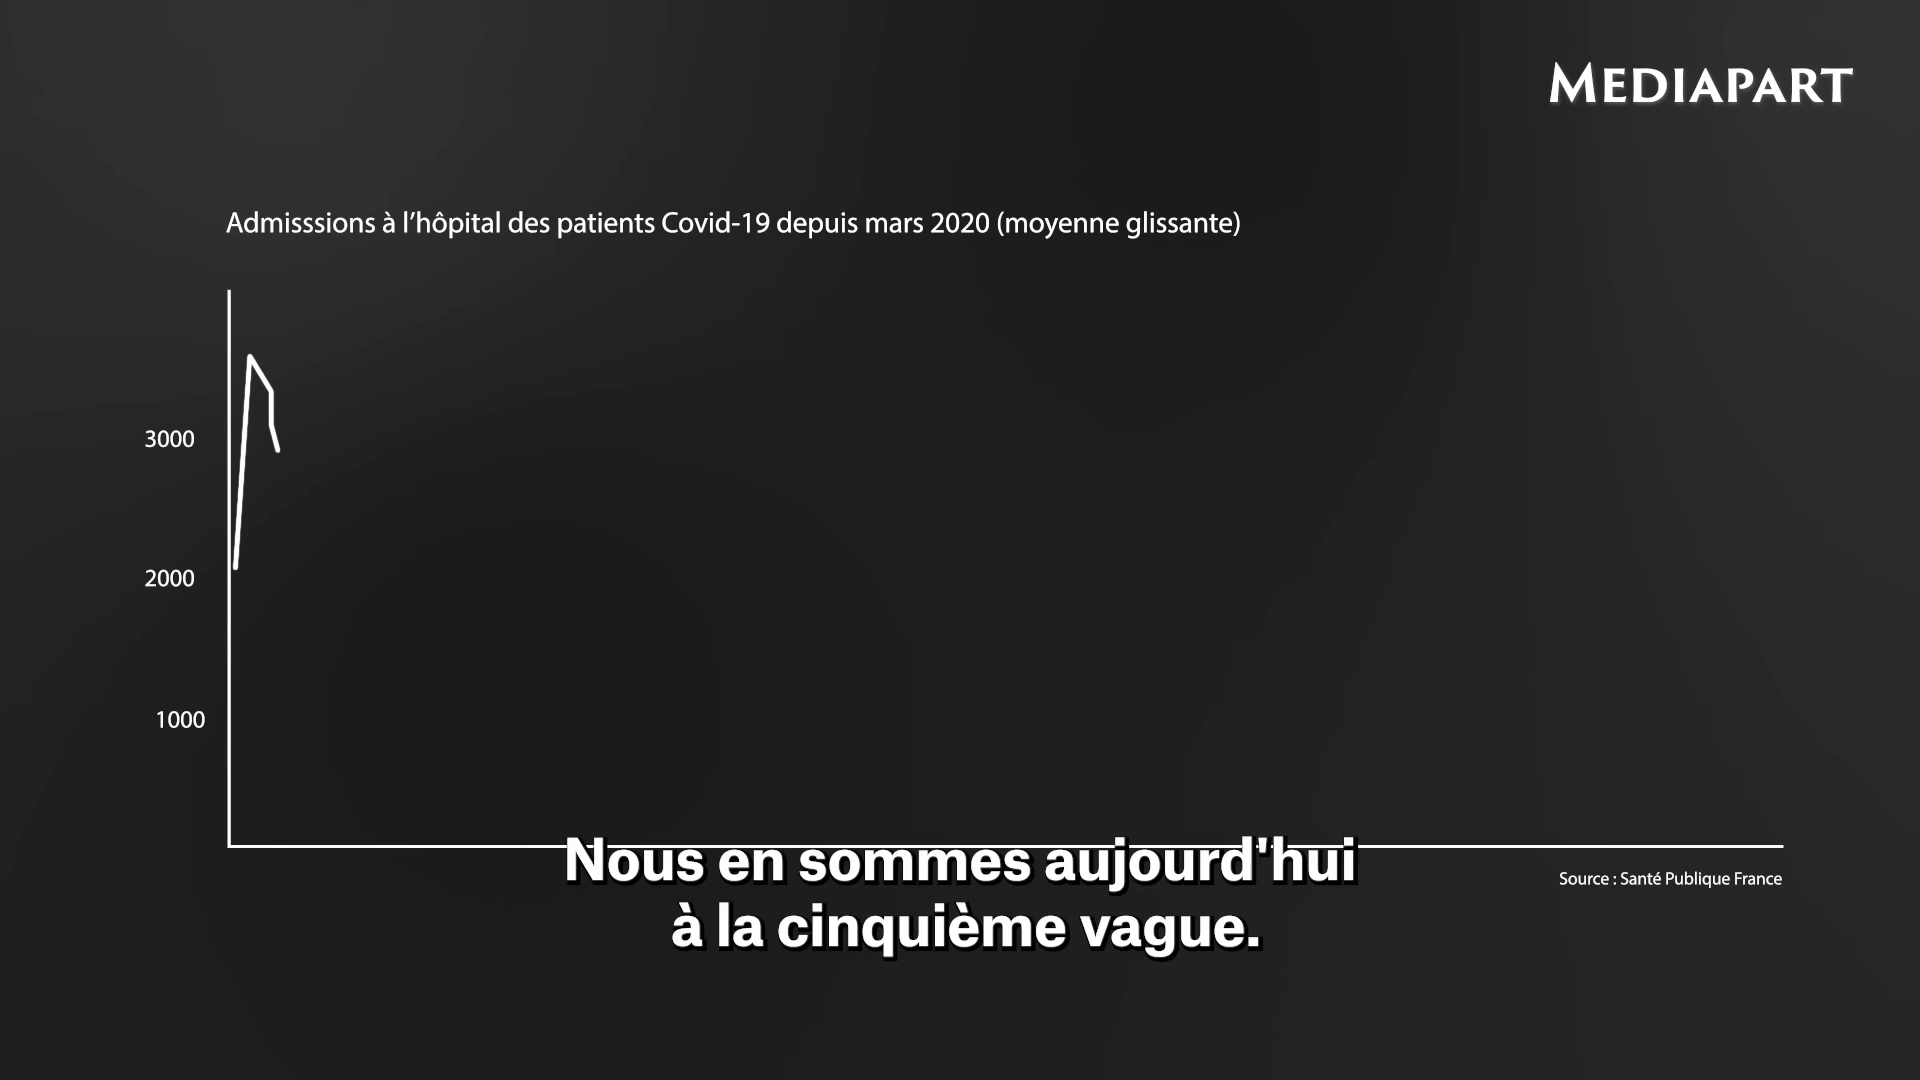 MEDIAPART
Admisssions à l’hôpital des patients Covid-19 depuis mars 2020 (moyenne glissante)
3000
2000
1000
Nous en sommes aujourd'hui
à la cinquième vague.
Source : Santé Publique France